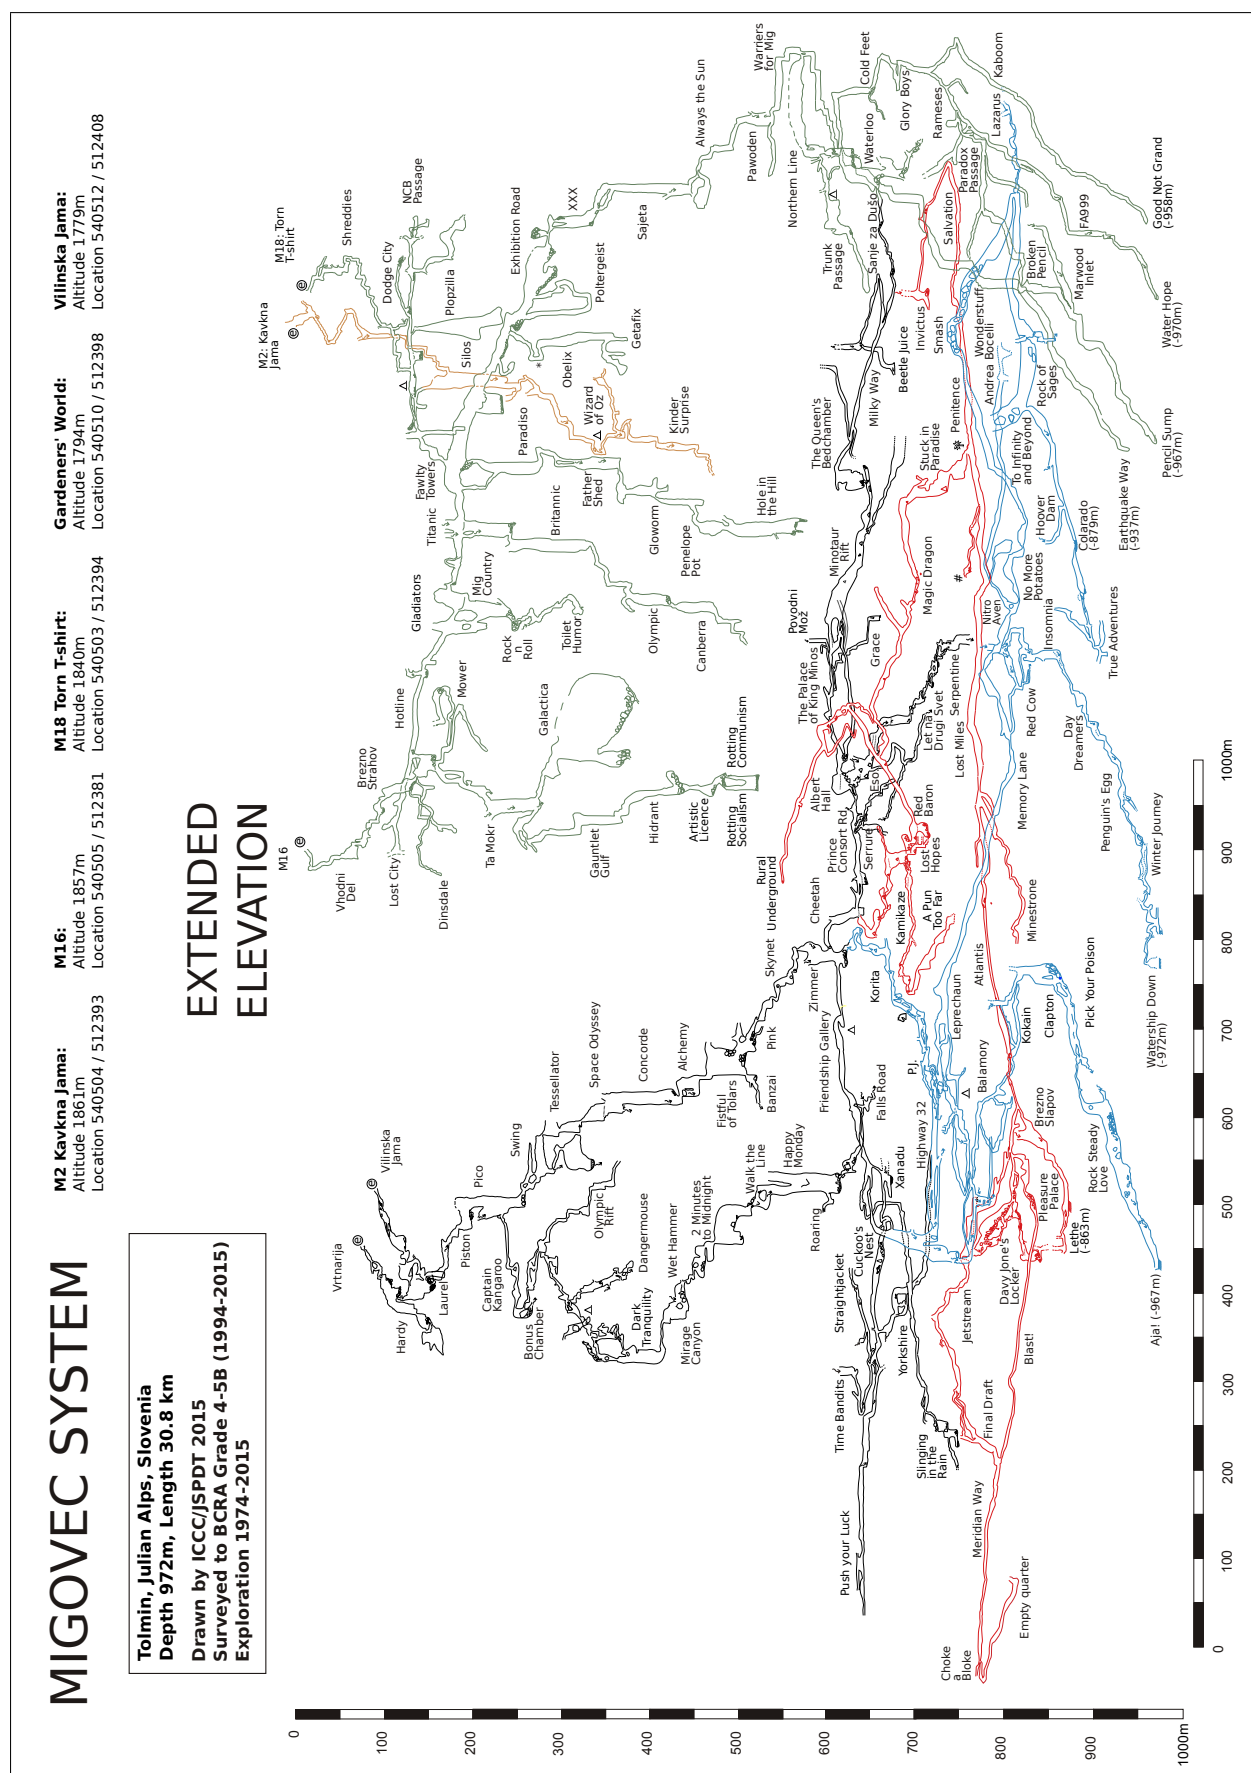 MIGOVEC SYSTEM
Tolmin, Julian Alps, Slovenia
Depth 972m, Length 30.8 km
Drawn by ICCC/JSPDT 2015
Surveyed to BCRA Grade 4-5B (1994-2015)
Exploration 1974-2015
M2 Kavkna Jama:
Altitude 1861m
Location 540504 / 512393
M16:
Altitude 1857m
Location 540505 / 512381
M18 Torn T-shirt:
Altitude 1840m
Location 540503 / 512394
Gardeners' World:
Altitude 1794m
Location 540510 / 512398
Vilinska Jama:
Altitude 1779m
Location 540512 / 512408
EXTENDED
ELEVATION
Vrtnarija
Vilinska
Jama
Hardy
Laurel
Piston
Pico
Captain
Kangaroo
Swing
Bonus
Chamber
Tessellator
Space Odyssey
Olympic
Rift
Dangermouse
Dark
Tranquility
Concorde
Wet Hammer
Mirage
Canyon
2 Minutes
to Midnight
Alchemy
Fistful
of Tolars
Walk the
Line
Banzai
Pink
Happy
Monday
Roaring
Skynet
Zimmer
Friendship Gallery
Falls Road
Straightjacket
Cuckoo's
Nest
Xanadu
Time Bandits
Push your Luck
Yorkshire
Slinging
in the
Rain
Highway 32
P.J.
Korita
Leprechaun
Balamory
Jetstream
Final Draft
Meridian Way
Choke
a
Bloke
Empty quarter
Blast!
Davy Jone's
Locker
Pleasure
Palace
Lethe
(-863m)
Brezno
Slapov
Rock Steady
Love
Aja! (-967m)
Kokain
Clapton
Pick Your Poison
Atlantis
Watership Down
(-972m)
Winter Journey
Penguin's Egg
Day
Dreamers
Minestrone
Memory Lane
Red Cow
Lost Miles
Serpentine
Let na
Drugi Svet
Cheetah
Rural
Underground
Prince
Consort Rd.
Serrure
Albert
Hall
Eso
Red
Baron
Lost
Hopes
Kamikaze
A Pun
Too Far
The Palace
of King Minos
Povodni
Mož
Grace
Minotaur
Rift
Magic Dragon
Stuck in
Paradise
#
Nitro
Aven
No More
Potatoes
Insomnia
True Adventures
Hoover
Dam
Colarado
(-879m)
To Infinity
and Beyond
Earthquake Way
(-937m)
Pencil Sump
(-967m)
Water Hope
(-970m)
Good Not Grand
(-958m)
Rock of
Sages
Andrea Bocelli
Wonderstuff
Penitence
Smash
Invictus
Beetle Juice
Milky Way
The Queen's
Bedchamber
Sanje za Dušo
Salvation
Broken
Pencil
Marwood
Inlet
FA999
Paradox
Passage
Lazarus
Kaboom
Rameses
Glory Boys
Cold Feet
Waterloo
Trunk
Passage
Northern Line
Warriers
for Mig
Pawoden
Always the Sun
Sajeta
XXX
Exhibition Road
Poltergeist
Getafix
Obelix
*
Wizard
of Oz
Kinder
Surprise
Paradiso
Silos
Plopzilla
Dodge City
NCB
Passage
Shreddies
M18: Torn
T-shirt
M2: Kavkna
Jama
Fawlty
Towers
Father
Shed
Hole in
the Hill
Gloworm
Penelope
Pot
Britannic
Titanic
Gladiators
Mig
Country
Rock
n
Roll
Toilet
Humor
Olympic
Canberra
Hotline
Mower
Galactica
Brezno
Strahov
M16
Vhodni
Del
Lost City
Dinsdale
Ta Mokr
Gauntlet
Gulf
Hidrant
Artistic
Licence
Rotting
Socialism
Rotting
Communism
0
100
200
300
400
500
600
700
800
900
1000m
0
100
200
300
400
500
600
700
800
900
1000m